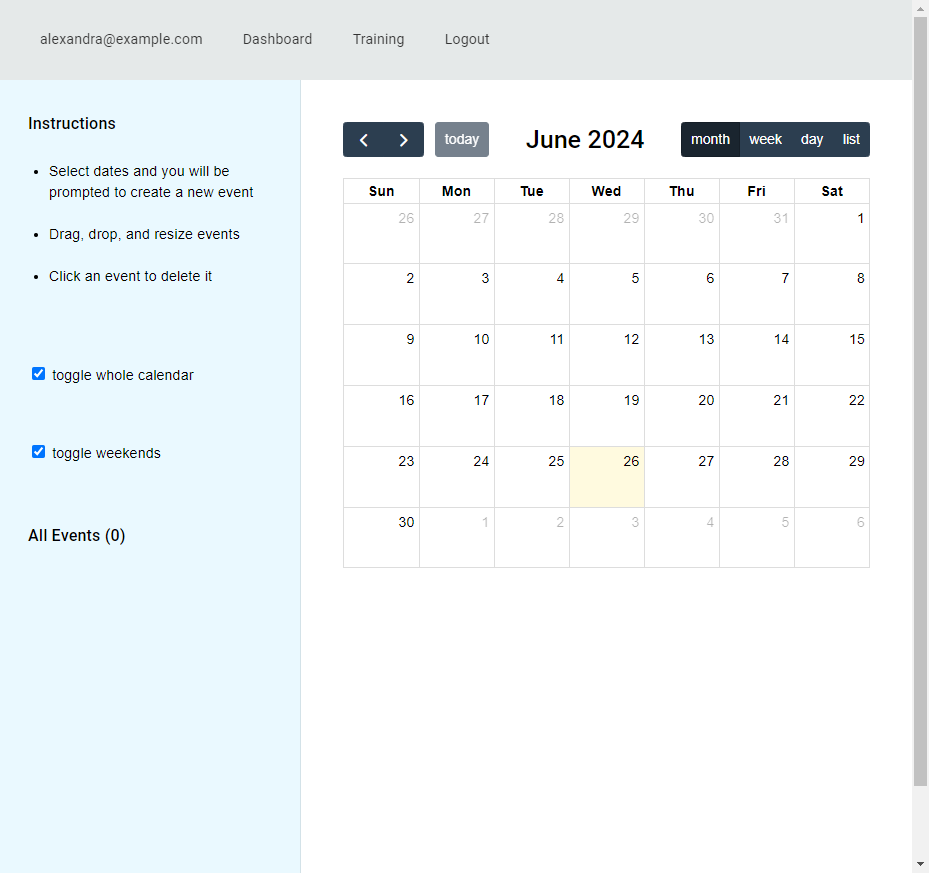 alexandra@example.com Dashboard Training Logout
Instructions
Select dates and you will be
prompted to create a new event
Drag, drop, and resize events
Click an event to delete it
toggle whole calendar
toggle weekends
All Events (0)
today June 2024 month week day list
Sun Mon Tue Wed Thu Fri Sat
26 27 28 29 30 31 1
2 3 4 5 6 7 8
9 10 11 12 13 14 15
16 17 18 19 20 21 22
23 24 25 26 27 28 29
30 1 2 3 4 5 6